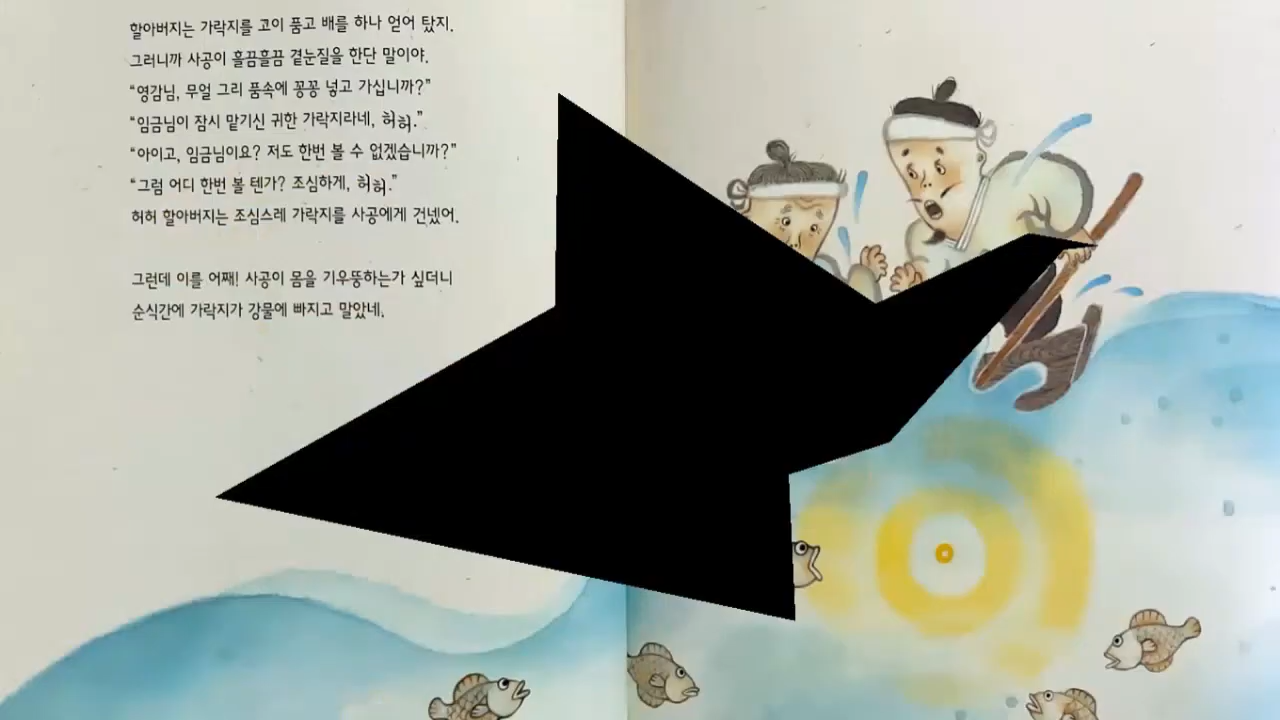 할아버지는 가락지를 고이 품고 배를 하나 얻어 탔지.
그러니까 사공이 흘끔흘끔 곁눈질을 한단 말이야.
“영감님, 무얼 그리 품속에 꽁꽁 넣고 가십니까?”
“임금님이 잠시 맡기신 귀한 가락지라네, 허허.”
“아이고, 임금님이요? 저도 한번 볼 수 없겠습니까?”
“그럼 어디 한번 볼 텐가? 조심하게, 허허.”
허허 할아버지는 조심스레 가락지를 사공에게 건넸어.
그런데 이를 어째! 사공이 몸을 기우뚱하는가 싶더니
순식간에 가락지가 강물에 빠지고 말았네.